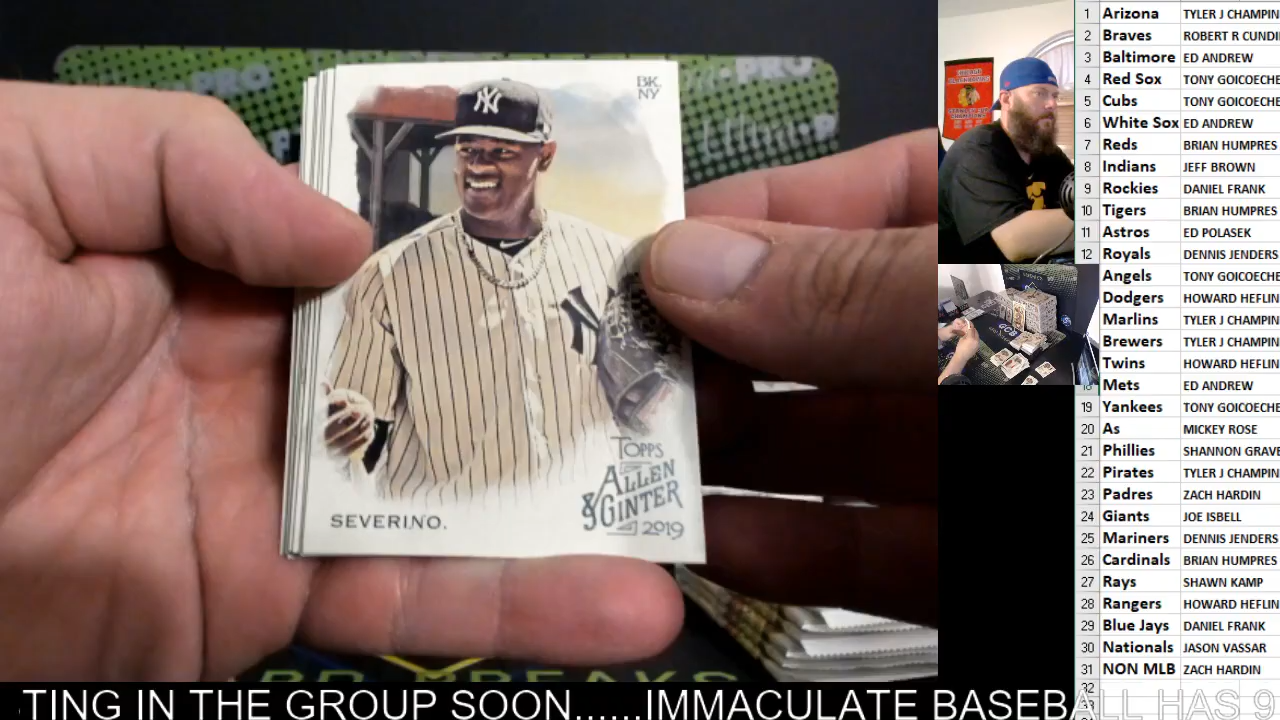 BK.
NY
NY
TOPPS
ALLEN
& GINTER
2019
SEVERINO.
1 Arizona TYLER J CHAMPIN
2 Braves ROBERT R CUNDI
3 Baltimore ED ANDREW
4 Red Sox TONY GOICOECHE
5 Cubs TONY GOICOECHE
6 White Sox ED ANDREW
7 Reds BRIAN HUMPRES
8 Indians JEFF BROWN
9 Rockies DANIEL FRANK
10 Tigers BRIAN HUMPRES
11 Astros ED POLASEK
12 Royals DENNIS JENDERS
Angels TONY GOICOECHE
Dodgers HOWARD HEFLIN
Marlins TYLER J CHAMPIN
Brewers TYLER J CHAMPIN
Twins HOWARD HEFLIN
Mets ED ANDREW
19 Yankees TONY GOICOECHE
20 As MICKEY ROSE
21 Phillies SHANNON GRAVE
22 Pirates TYLER J CHAMPIN
23 Padres ZACH HARDIN
24 Giants JOE ISBELL
25 Mariners DENNIS JENDERS
26 Cardinals BRIAN HUMPRES
27 Rays SHAWN KAMP
28 Rangers HOWARD HEFLIN
29 Blue Jays DANIEL FRANK
30 Nationals JASON VASSAR
31 NON MLB ZACH HARDIN
32
TING IN THE GROUP SOON......IMMACULATE BASEBALL HAS 9